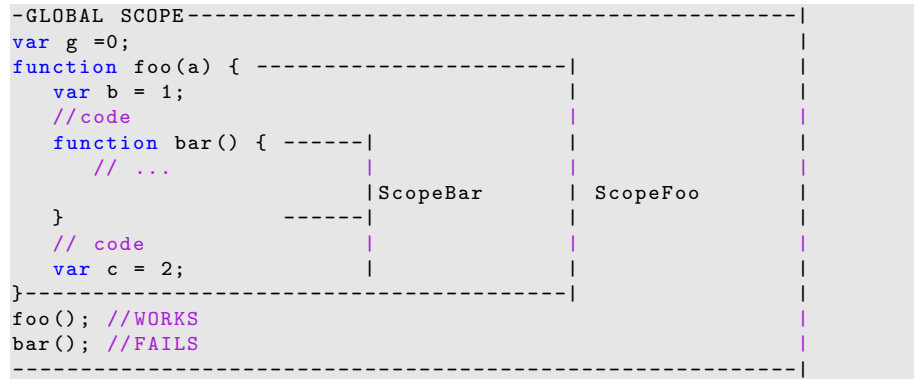 -GLOBAL SCOPE---------------------------------------------|
var g =0;                                                 |
function foo(a) { -----------------------|                |
   var b = 1;                            |                |
   //code                                |                |
   function bar() { ------|              |                |
      // ...              |              |                |
                          |ScopeBar      | ScopeFoo       |
   }                ------|              |                |
   // code                |              |                |
   var c = 2;             |              |                |
}----------------------------------------|                |
foo(); //WORKS                                            |
bar(); //FAILS                                            |
----------------------------------------------------------|